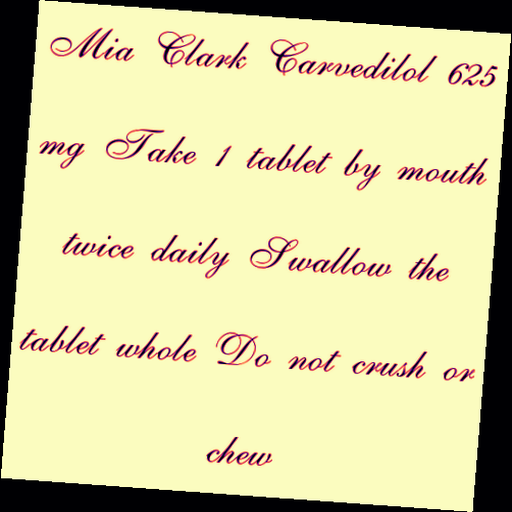 Mia Clark Carvedilol 625
mg Take 1 tablet by mouth
twice daily Swallow the
tablet whole Do not crush or
chew